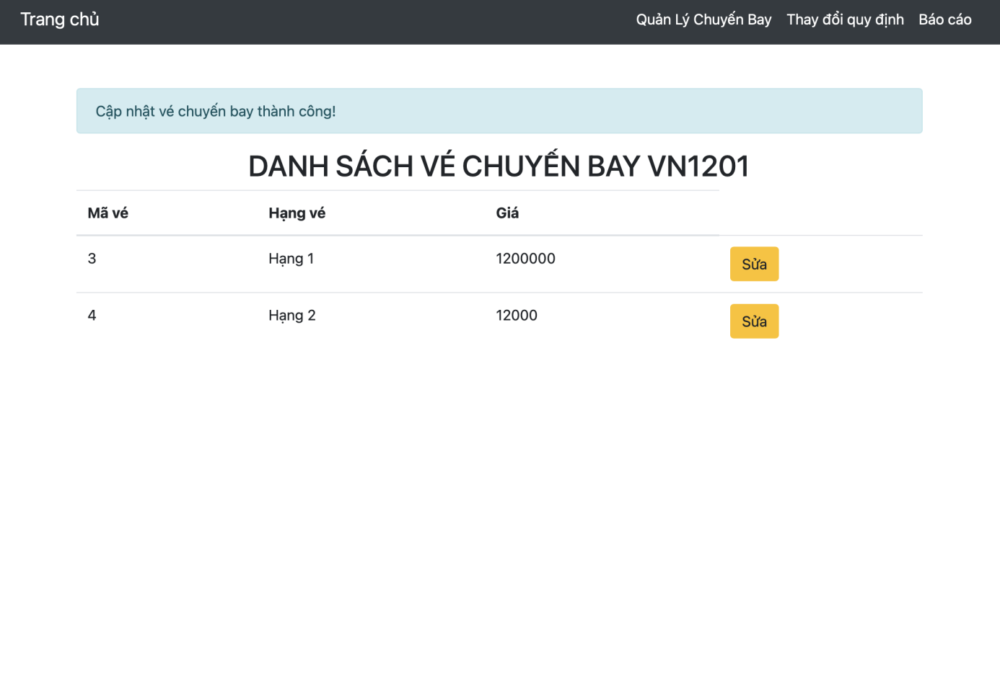 Trang chủ Quản Lý Chuyến Bay Thay đổi quy định Báo cáo
Cập nhật vé chuyến bay thành công!
DANH SÁCH VÉ CHUYẾN BAY VN1201
Mã vé Hạng vé Giá
3 Hạng 1 1200000 Sửa
4 Hạng 2 12000 Sửa